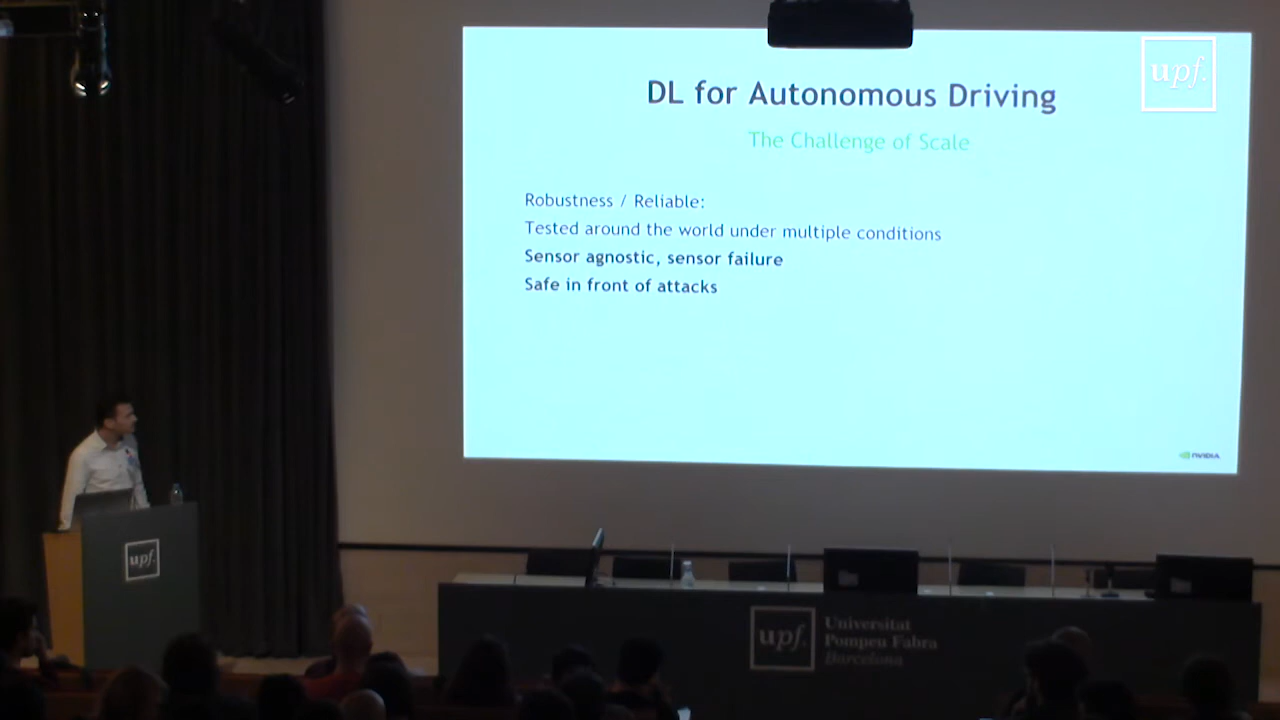 DL for Autonomous Driving
upf.
The Challenge of Scale
Robustness / Reliable:
Tested around the world under multiple conditions
Sensor agnostic, sensor failure
Safe in front of attacks
NVIDIA
upf.
upf.
Universitat
Pompeu Fabra
Barcelona